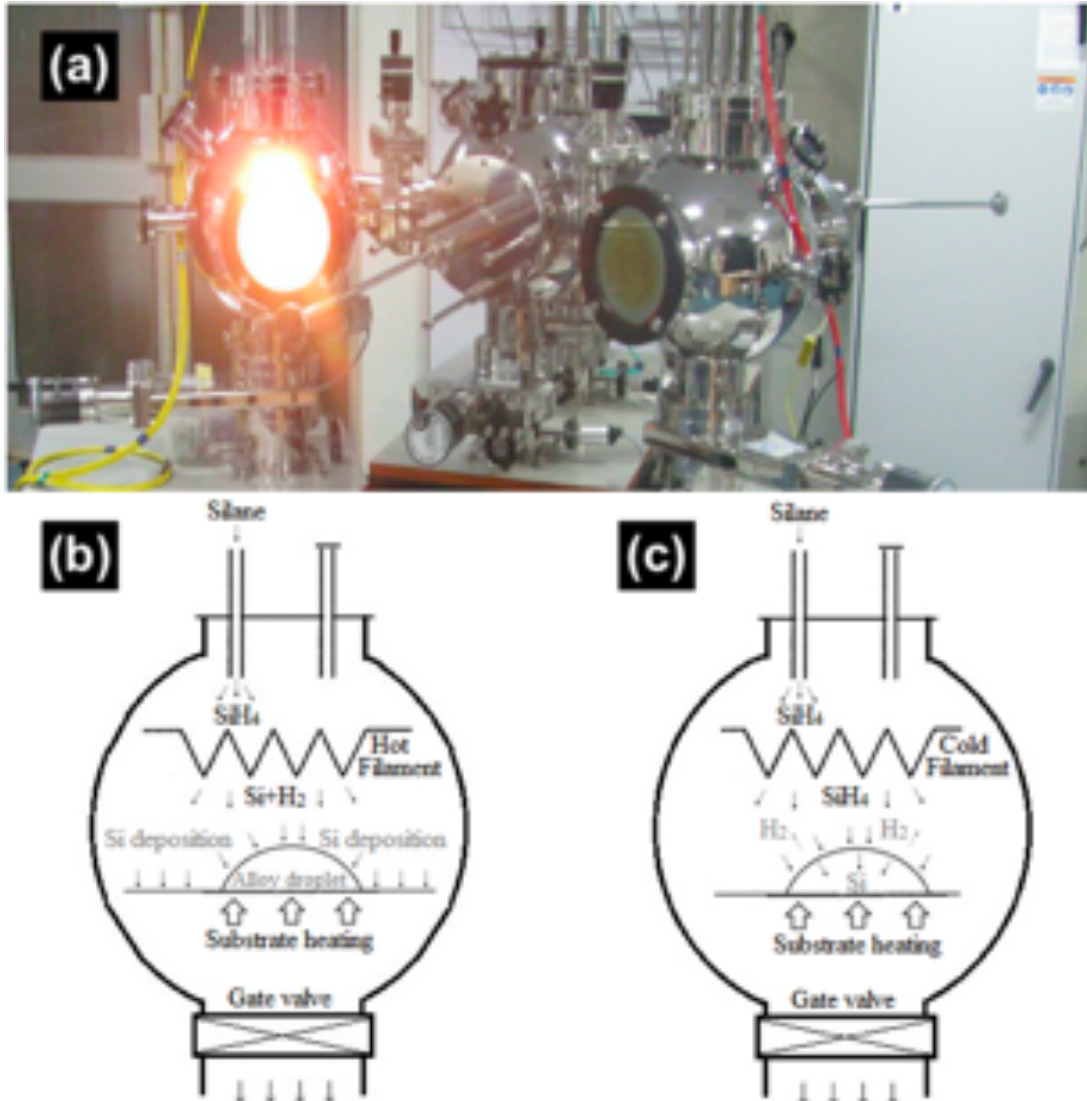 (a)
(b)
Silane
SiH4
Hot
Filament
Si+H2
Si deposition
Si deposition
Alloy droplet
Substrate heating
Gate valve
(c)
Silane
SiH4
Cold
Filament
SiH4
H2
H2
Si
Substrate heating
Gate valve